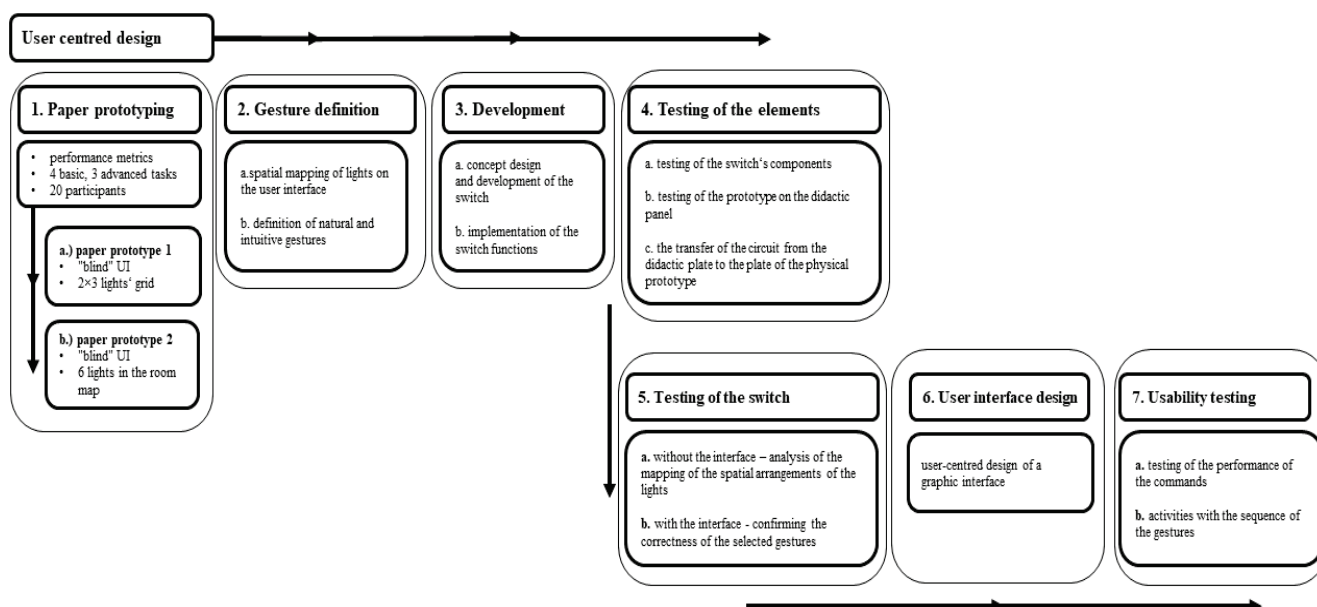 User centred design
1. Paper prototyping
• performance metrics
• 4 basic, 3 advanced tasks
• 20 participants
a.) paper prototype 1
• "blind" UI
• 2×3 lights‘ grid
b.) paper prototype 2
• "blind" UI
• 6 lights in the room
map
2. Gesture definition
a.spatial mapping of lights on
the user interface
b. definition of natural and
intuitive gestures
3. Development
a. concept design
and development of the
switch
b. implementation of the
switch functions
4. Testing of the elements
a. testing of the switch‘s components
b. testing of the prototype on the didactic
panel
c. the transfer of the circuit from the
didactic plate to the plate of the physical
prototype
5. Testing of the switch
a. without the interface – analysis of the
mapping of the spatial arrangements of the
lights
b. with the interface - confirming the
correctness of the selected gestures
6. User interface design
user-centred design of a
graphic interface
7. Usability testing
a. testing of the performance of
the commands
b. activities with the sequence of
the gestures